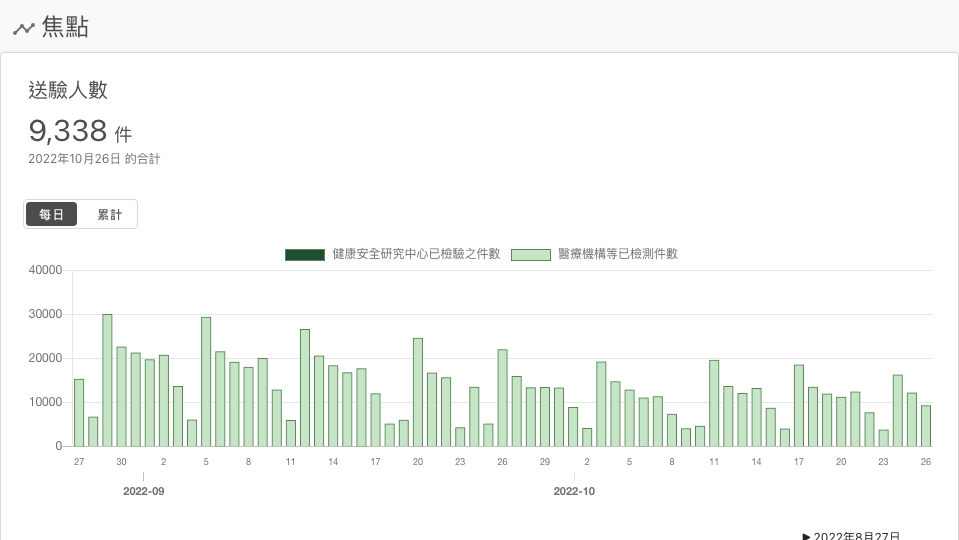 焦點
送驗人數
9,338 件
2022年10月26日 的合計
每日 累計
健康安全研究中心已檢驗之件數 醫療機構等已檢測件數
40000
30000
20000
10000
0
27 30 2 5 8 11 14 17 20 23 26 29 2 5 8 11 14 17 20 23 26
2022-09 2022-10
▶ 2022年8月27日